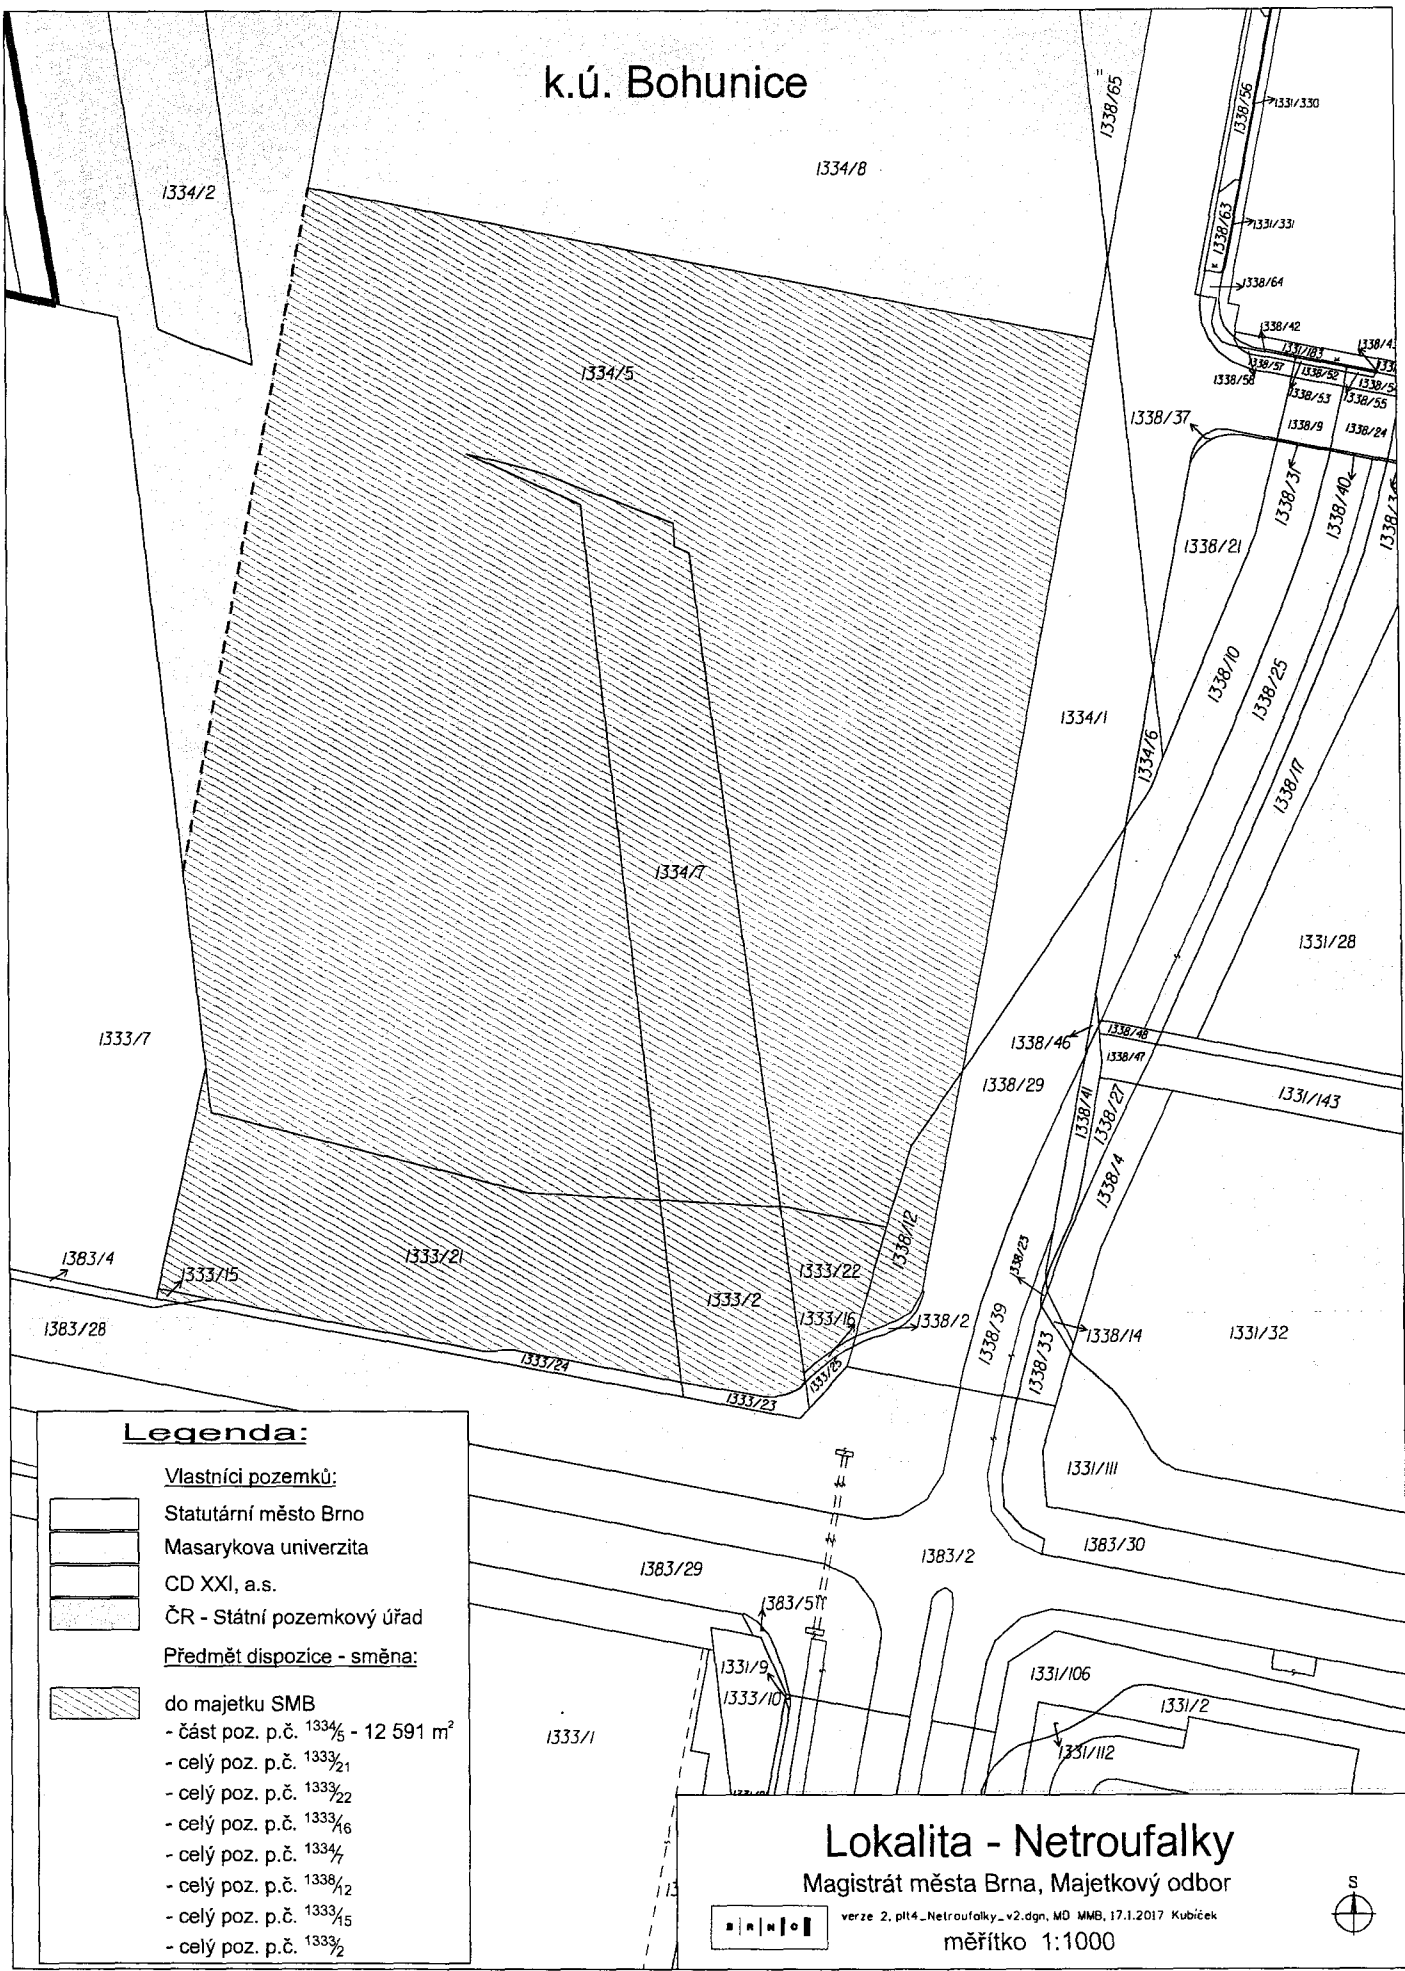 k.ú. Bohunice
1338/65
1338/56
1331/330
1334/8
1334/2
1338/63
1331/331
1338/64
1338/42
1331/183
1334/5
1338/58
1338/57
1338/52
1338/53
1338/55
1338/37
1338/9
1338/24
1338/31
1338/40
1338/21
1338/10
1338/25
1334/1
1334/6
1338/17
1334/7
1331/28
1333/7
1338/46
1338/48
1338/47
1338/29
1331/143
1338/41
1338/27
1338/4
1338/12
1338/23
1383/4
1333/15
1333/21
1333/22
1333/2
1333/16
1338/2
1383/28
1338/39
1338/33
1338/14
1331/32
1333/24
1333/25
1333/23
1331/111
1383/30
1383/2
1383/29
1383/5
1331/9
1333/10
1331/106
1331/2
1331/112
1333/1
Legenda:
Vlastníci pozemků:
Statutární město Brno
Masarykova univerzita
CD XXI, a.s.
ČR - Státní pozemkový úřad
Předmět dispozice - směna:
do majetku SMB
- část poz. p.č. 1334/5 - 12 591 m²
- celý poz. p.č. 1333/21
- celý poz. p.č. 1333/22
- celý poz. p.č. 1333/16
- celý poz. p.č. 1334/7
- celý poz. p.č. 1338/12
- celý poz. p.č. 1333/15
- celý poz. p.č. 1333/2
Lokalita - Netroufalky
Magistrát města Brna, Majetkový odbor
B R N O
verze 2, plt4_Netroufalky_v2.dgn, MO MMB, 17.1.2017 Kubíček
měřítko 1:1000
S